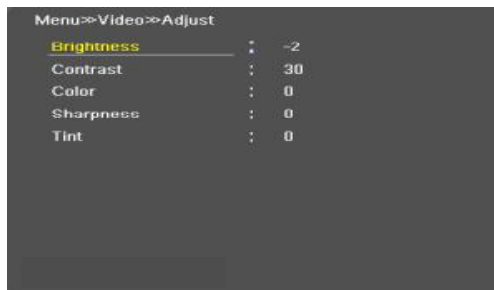 Menu>>Video>>Adjust
Brightness : -2
Contrast : 30
Color : 0
Sharpness : 0
Tint : 0